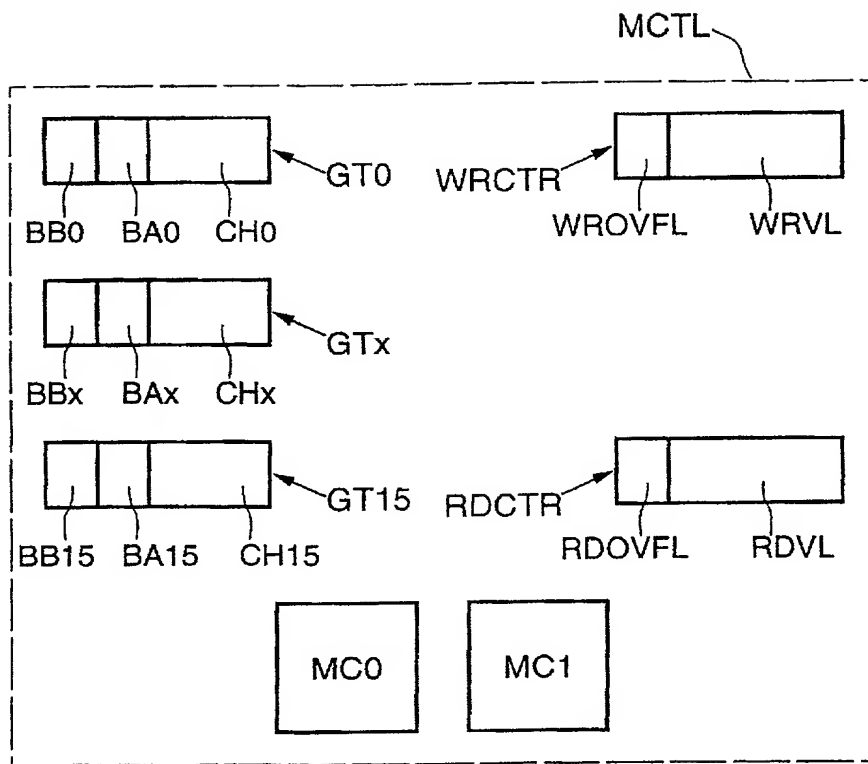 MCTL
GT0
WRCTR
BB0 BA0 CH0
WROVFL WRVL
GTx
BBx BAx CHx
GT15
RDCTR
BB15 BA15 CH15
RDOVFL RDVL
MC0 MC1